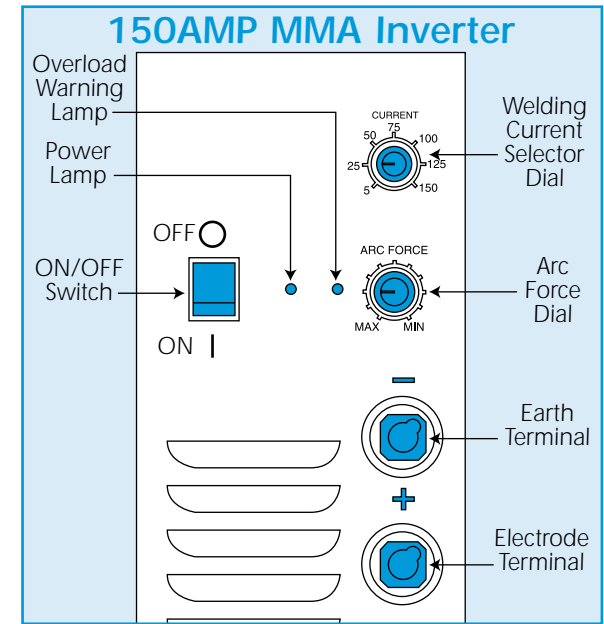 150AMP MMA Inverter
Overload
Warning
Lamp
Power
Lamp
ON/OFF
Switch
OFF
ON
CURRENT
5
25
50
75
100
125
150
ARC FORCE
MAX
MIN
Welding
Current
Selector
Dial
Arc
Force
Dial
−
Earth
Terminal
+
Electrode
Terminal